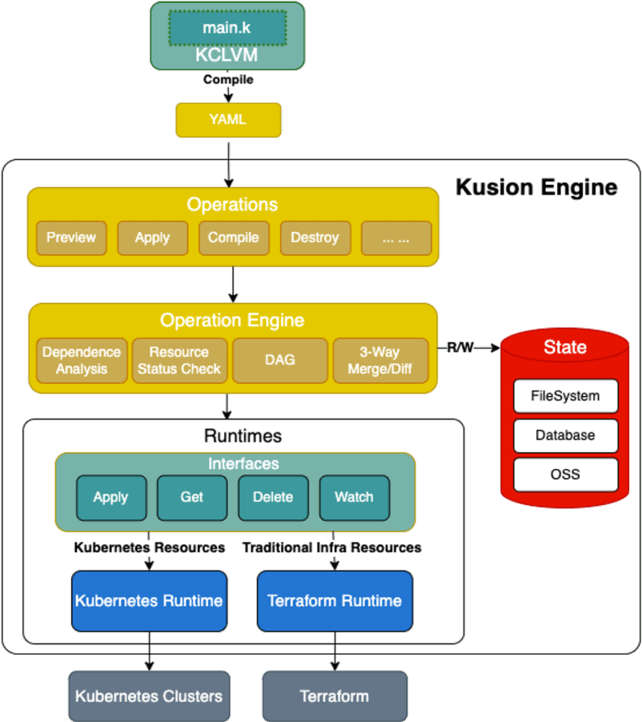 main.k
KCLVM
Compile
YAML
Kusion Engine
Operations
Preview
Apply
Compile
Destroy
... ...
Operation Engine
Dependence
Analysis
Resource
Status Check
DAG
3-Way
Merge/Diff
R/W
State
FileSystem
Database
OSS
Runtimes
Interfaces
Apply
Get
Delete
Watch
Kubernetes Resources
Traditional Infra Resources
Kubernetes Runtime
Terraform Runtime
Kubernetes Clusters
Terraform